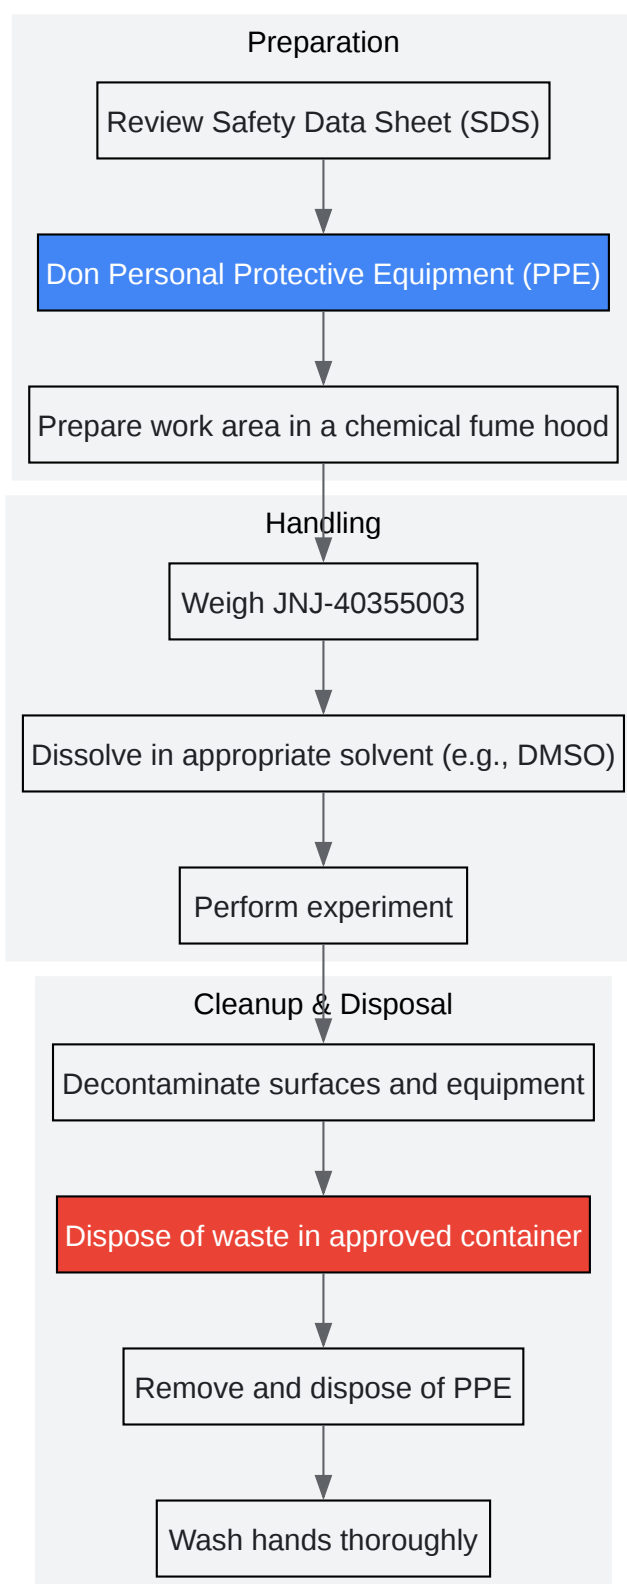 Preparation
Review Safety Data Sheet (SDS)
Don Personal Protective Equipment (PPE)
Prepare work area in a chemical fume hood
Handling
Weigh JNJ-40355003
Dissolve in appropriate solvent (e.g., DMSO)
Perform experiment
Cleanup & Disposal
Decontaminate surfaces and equipment
Dispose of waste in approved container
Remove and dispose of PPE
Wash hands thoroughly